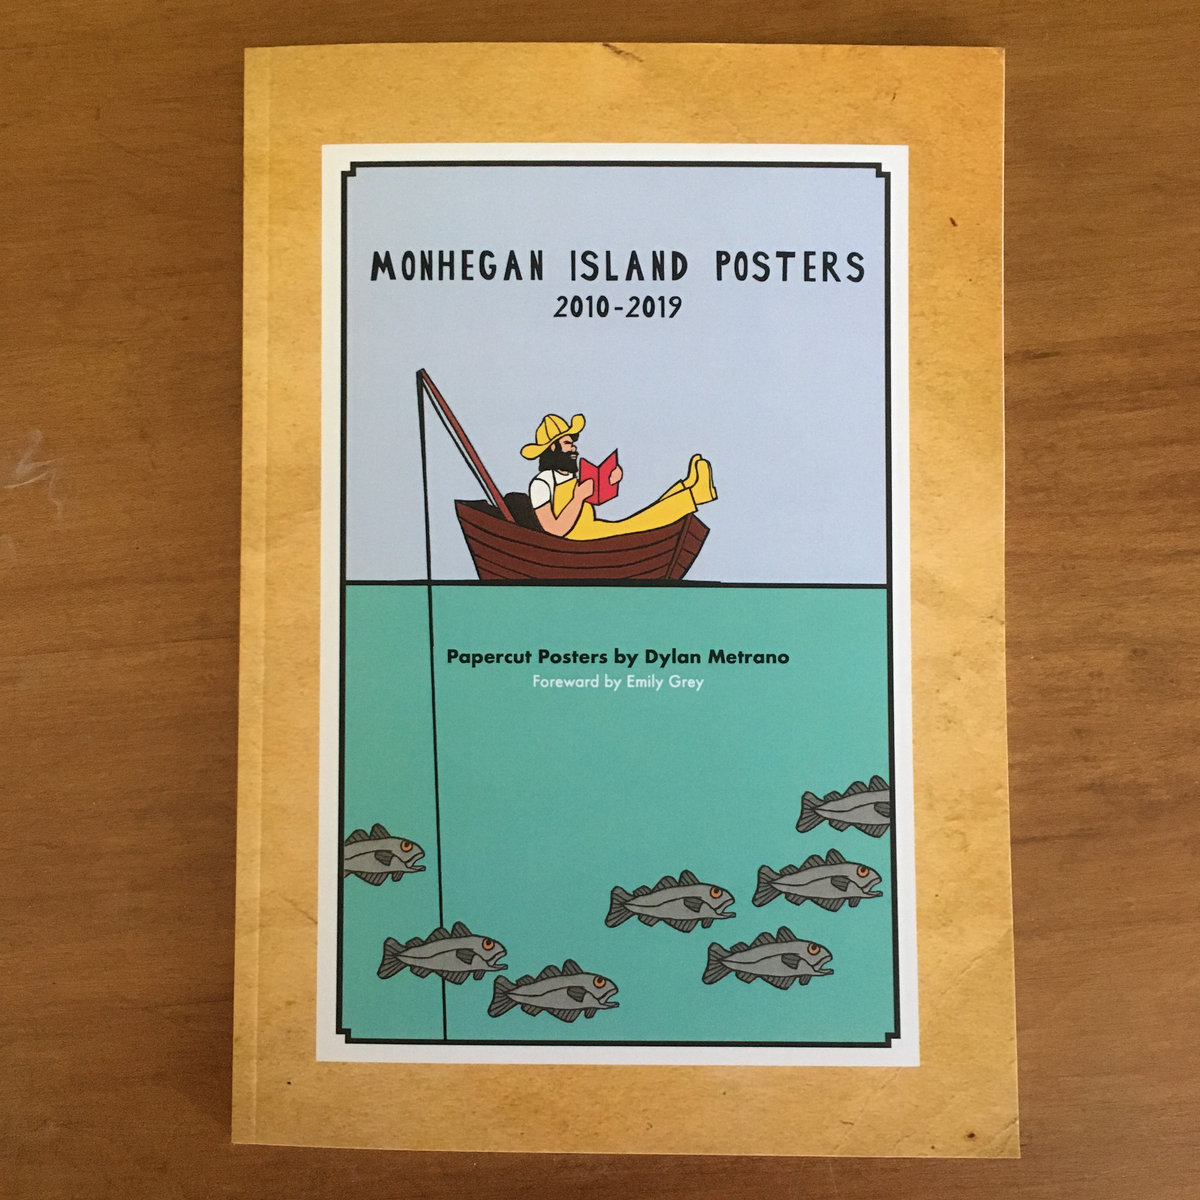 MONHEGAN ISLAND POSTERS
2010-2019
Papercut Posters by Dylan Metrano
Foreward by Emily Grey